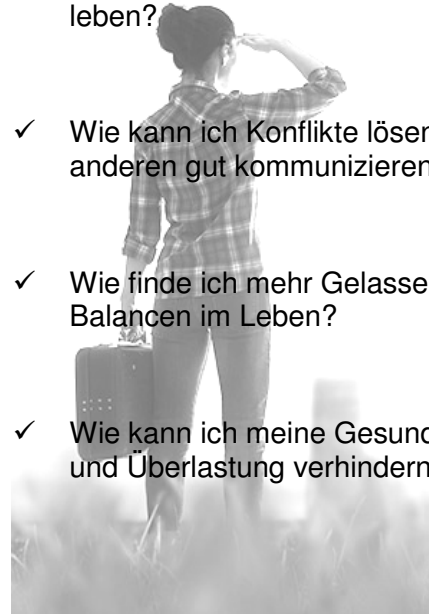 leben?
✓ Wie kann ich Konflikte lösen
anderen gut kommunizieren
✓ Wie finde ich mehr Gelasse
Balancen im Leben?
✓ Wie kann ich meine Gesund
und Überlastung verhindern